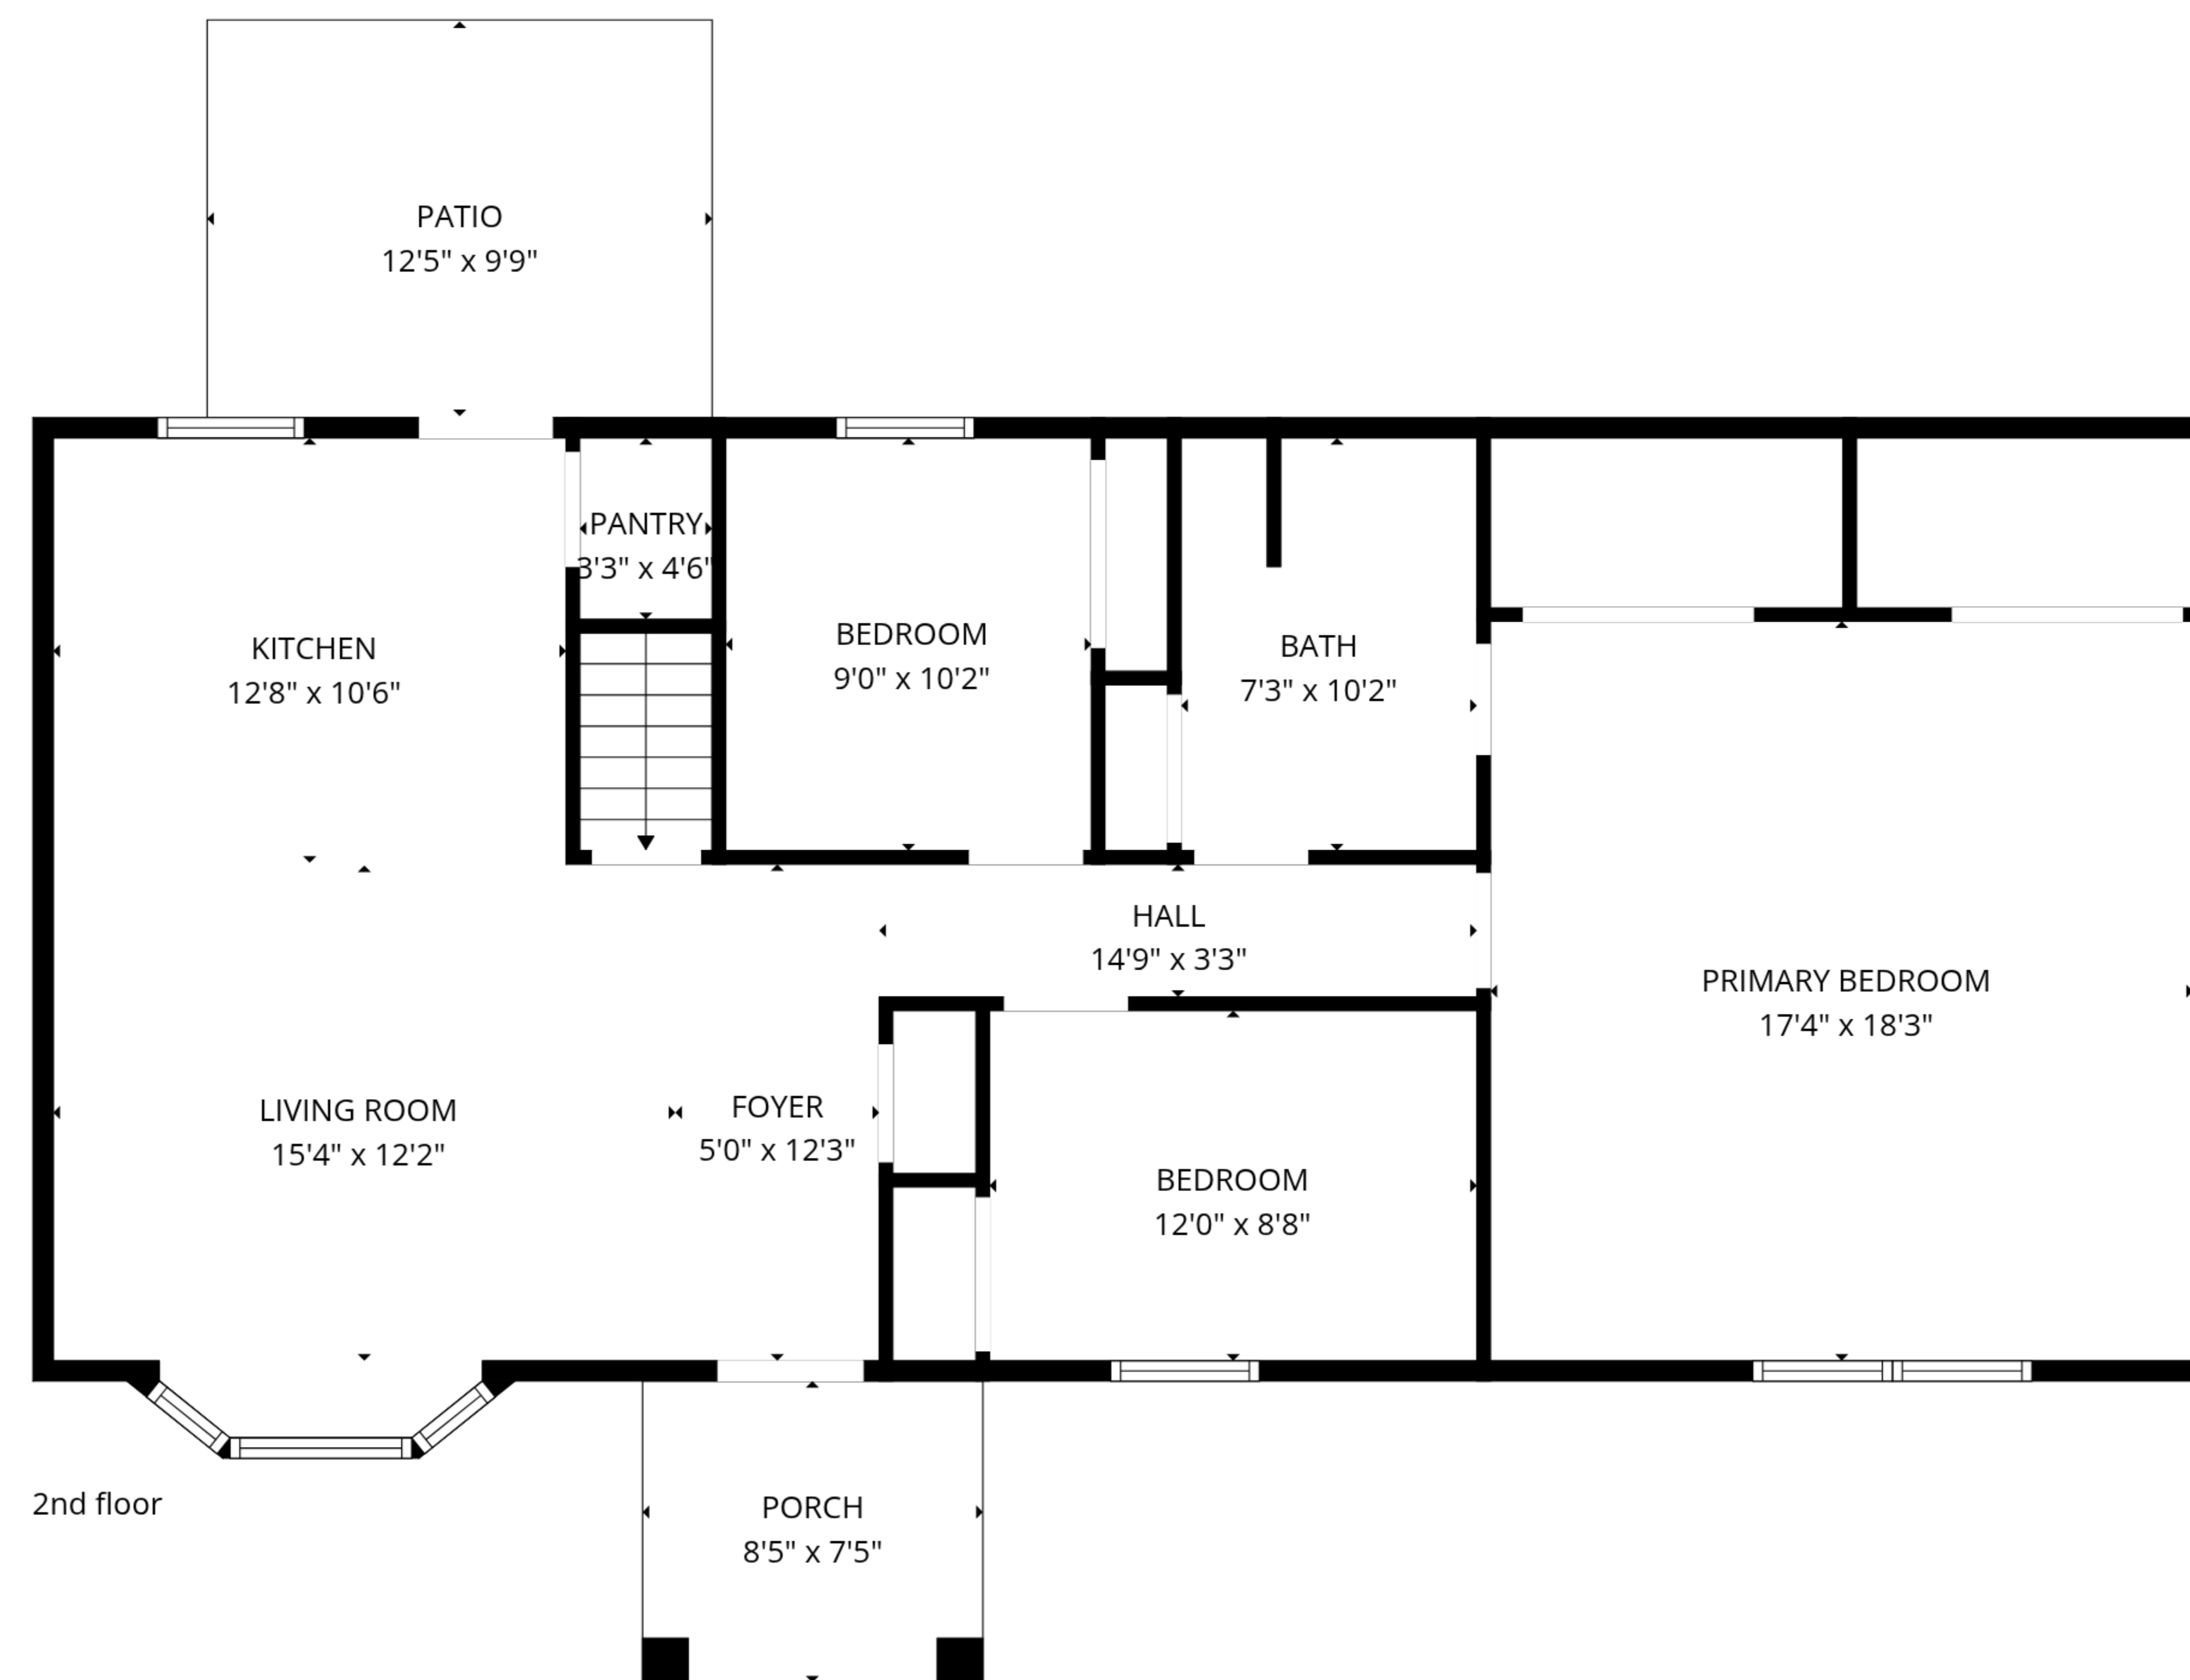 PATIO
12'5" x 9'9"
PANTRY
3'3" x 4'6"
KITCHEN
12'8" x 10'6"
BEDROOM
9'0" x 10'2"
BATH
7'3" x 10'2"
HALL
14'9" x 3'3"
PRIMARY BEDROOM
17'4" x 18'3"
LIVING ROOM
15'4" x 12'2"
FOYER
5'0" x 12'3"
BEDROOM
12'0" x 8'8"
2nd floor
PORCH
8'5" x 7'5"